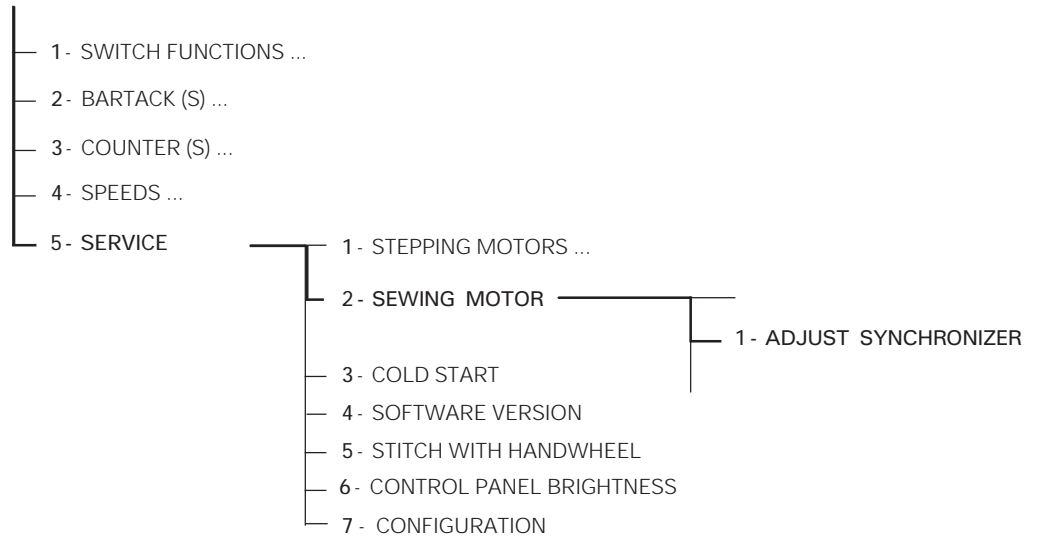 1- SWITCH FUNCTIONS ...
2- BARTACK (S) ...
3- COUNTER (S) ...
4- SPEEDS ...
5- SERVICE
1- STEPPING MOTORS ...
2- SEWING MOTOR
1- ADJUST SYNCHRONIZER
3- COLD START
4- SOFTWARE VERSION
5- STITCH WITH HANDWHEEL
6- CONTROL PANEL BRIGHTNESS
7- CONFIGURATION